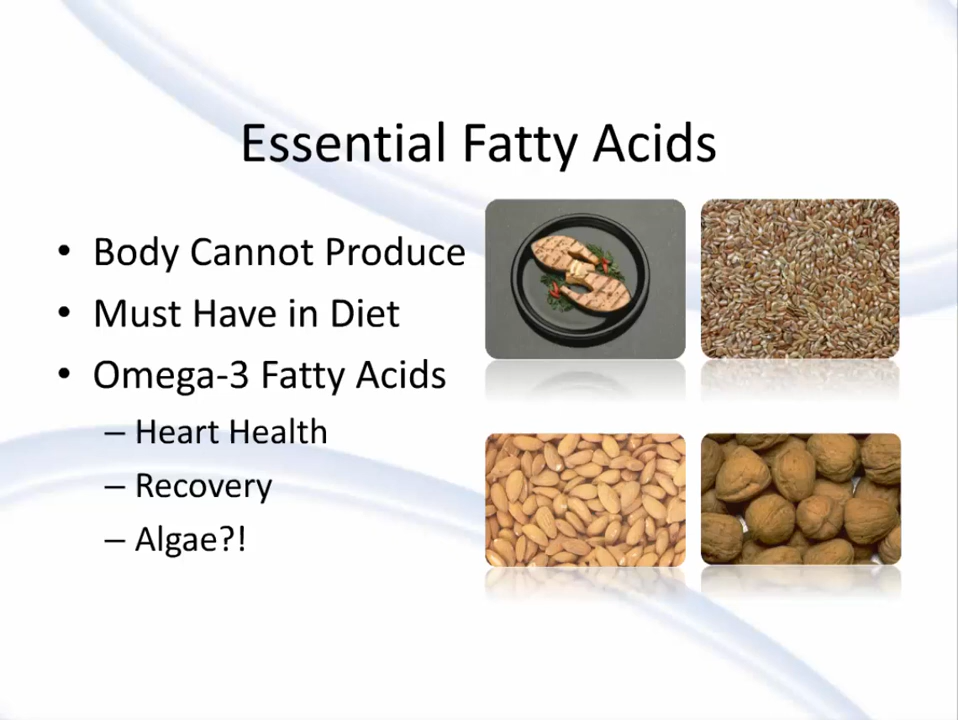 Essential Fatty Acids
• Body Cannot Produce
• Must Have in Diet
• Omega-3 Fatty Acids
– Heart Health
– Recovery
– Algae?!